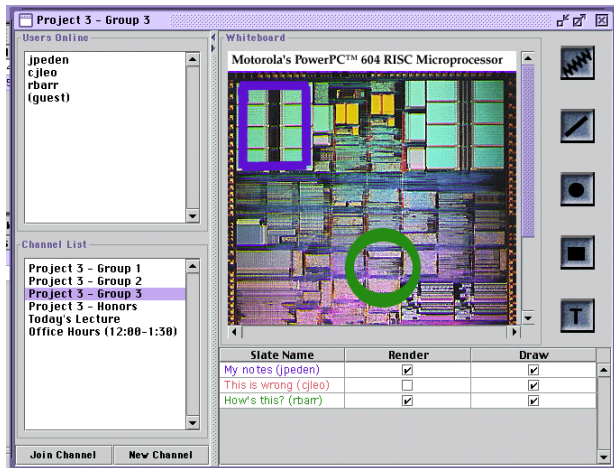 Project 3 - Group 3
Users Online
jpeden
cjleo
rbarr
(guest)
Channel List
Project 3 - Group 1
Project 3 - Group 2
Project 3 - Group 3
Project 3 - Honors
Today's Lecture
Office Hours (12:00-1:30)
Join Channel
New Channel
Whiteboard
Motorola's PowerPC™ 604 RISC Microprocessor
T
Slate Name Render Draw
My notes (jpeden)
This is wrong (cjleo)
How's this? (rbarr)